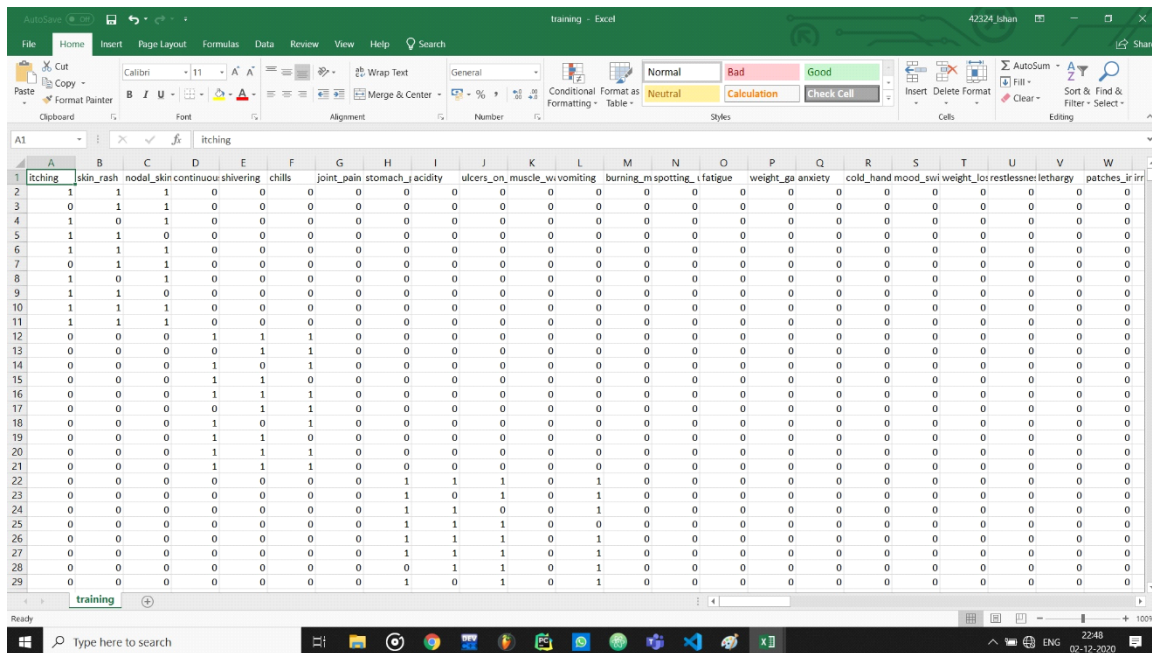 AutoSave Off training - Excel 42324_Ishan
File Home Insert Page Layout Formulas Data Review View Help Search Share
Paste Cut Copy Format Painter
Calibri 11 A A Wrap Text General
B I U A Merge & Center % , Conditional Formatting Format as Table
Normal Bad Good
Neutral Calculation Check Cell
Insert Delete Format AutoSum Fill Clear Sort & Filter Find & Select
Clipboard Font Alignment Number Styles Cells Editing
A1 fx itching
A B C D E F G H I J K L M N O P Q R S T U V W
1 itching skin_rash nodal_skin continuous shivering chills joint_pain stomach_p acidity ulcers_on_ muscle_wa vomiting burning_m spotting_u fatigue weight_ga anxiety cold_hand mood_swi weight_los restlessnes lethargy patches_in irr
2 1 1 1 0 0 0 0 0 0 0 0 0 0 0 0 0 0 0 0 0 0 0 0
3 0 1 1 0 0 0 0 0 0 0 0 0 0 0 0 0 0 0 0 0 0 0 0
4 1 0 1 0 0 0 0 0 0 0 0 0 0 0 0 0 0 0 0 0 0 0 0
5 1 1 0 0 0 0 0 0 0 0 0 0 0 0 0 0 0 0 0 0 0 0 0
6 1 1 1 0 0 0 0 0 0 0 0 0 0 0 0 0 0 0 0 0 0 0 0
7 0 1 1 0 0 0 0 0 0 0 0 0 0 0 0 0 0 0 0 0 0 0 0
8 1 0 1 0 0 0 0 0 0 0 0 0 0 0 0 0 0 0 0 0 0 0 0
9 1 1 0 0 0 0 0 0 0 0 0 0 0 0 0 0 0 0 0 0 0 0 0
10 1 1 1 0 0 0 0 0 0 0 0 0 0 0 0 0 0 0 0 0 0 0 0
11 1 1 1 0 0 0 0 0 0 0 0 0 0 0 0 0 0 0 0 0 0 0 0
12 0 0 0 1 1 1 0 0 0 0 0 0 0 0 0 0 0 0 0 0 0 0 0
13 0 0 0 0 1 1 0 0 0 0 0 0 0 0 0 0 0 0 0 0 0 0 0
14 0 0 0 1 0 1 0 0 0 0 0 0 0 0 0 0 0 0 0 0 0 0 0
15 0 0 0 1 1 0 0 0 0 0 0 0 0 0 0 0 0 0 0 0 0 0 0
16 0 0 0 1 1 1 0 0 0 0 0 0 0 0 0 0 0 0 0 0 0 0 0
17 0 0 0 0 1 1 0 0 0 0 0 0 0 0 0 0 0 0 0 0 0 0 0
18 0 0 0 1 0 1 0 0 0 0 0 0 0 0 0 0 0 0 0 0 0 0 0
19 0 0 0 1 1 0 0 0 0 0 0 0 0 0 0 0 0 0 0 0 0 0 0
20 0 0 0 1 1 1 0 0 0 0 0 0 0 0 0 0 0 0 0 0 0 0 0
21 0 0 0 1 1 1 0 0 0 0 0 0 0 0 0 0 0 0 0 0 0 0 0
22 0 0 0 0 0 0 0 1 1 1 0 1 0 0 0 0 0 0 0 0 0 0 0
23 0 0 0 0 0 0 0 1 0 1 0 1 0 0 0 0 0 0 0 0 0 0 0
24 0 0 0 0 0 0 0 1 1 0 0 1 0 0 0 0 0 0 0 0 0 0 0
25 0 0 0 0 0 0 0 1 1 1 0 0 0 0 0 0 0 0 0 0 0 0 0
26 0 0 0 0 0 0 0 1 1 1 0 1 0 0 0 0 0 0 0 0 0 0 0
27 0 0 0 0 0 0 0 1 1 1 0 1 0 0 0 0 0 0 0 0 0 0 0
28 0 0 0 0 0 0 0 0 1 1 0 1 0 0 0 0 0 0 0 0 0 0 0
29 0 0 0 0 0 0 0 1 0 1 0 1 0 0 0 0 0 0 0 0 0 0 0
training
Ready 100%
Type here to search ENG 22:48
02-12-2020